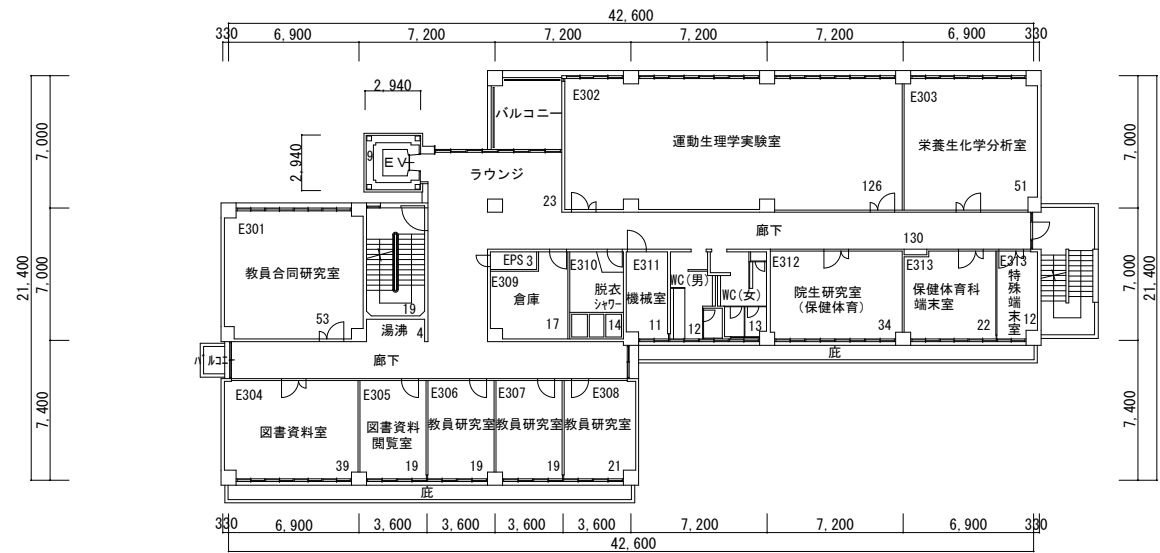 42,600
330 6,900 7,200 7,200 7,200 7,200 6,900 330
2,940
2,940
7,000
7,000
7,400
21,400
7,000
7,000
7,400
21,400
バルコニー
E302
運動生理学実験室
126
E303
栄養生化学分析室
51
9
EV
ラウンジ
23
廊下
130
E301
教員合同研究室
53
19
湯沸
4
EPS 3
E309
倉庫
17
E310
脱衣
シャワー
14
E311
機械室
11
WC(男)
12
WC(女)
13
E312
院生研究室
(保健体育)
34
E313
保健体育科
端末室
22
E313
特殊端末室
12
庇
バルコニー
廊下
E304
図書資料室
39
E305
図書資料
閲覧室
19
E306
教員研究室
19
E307
教員研究室
19
E308
教員研究室
21
庇
330 6,900 3,600 3,600 3,600 3,600 7,200 7,200 6,900 330
42,600